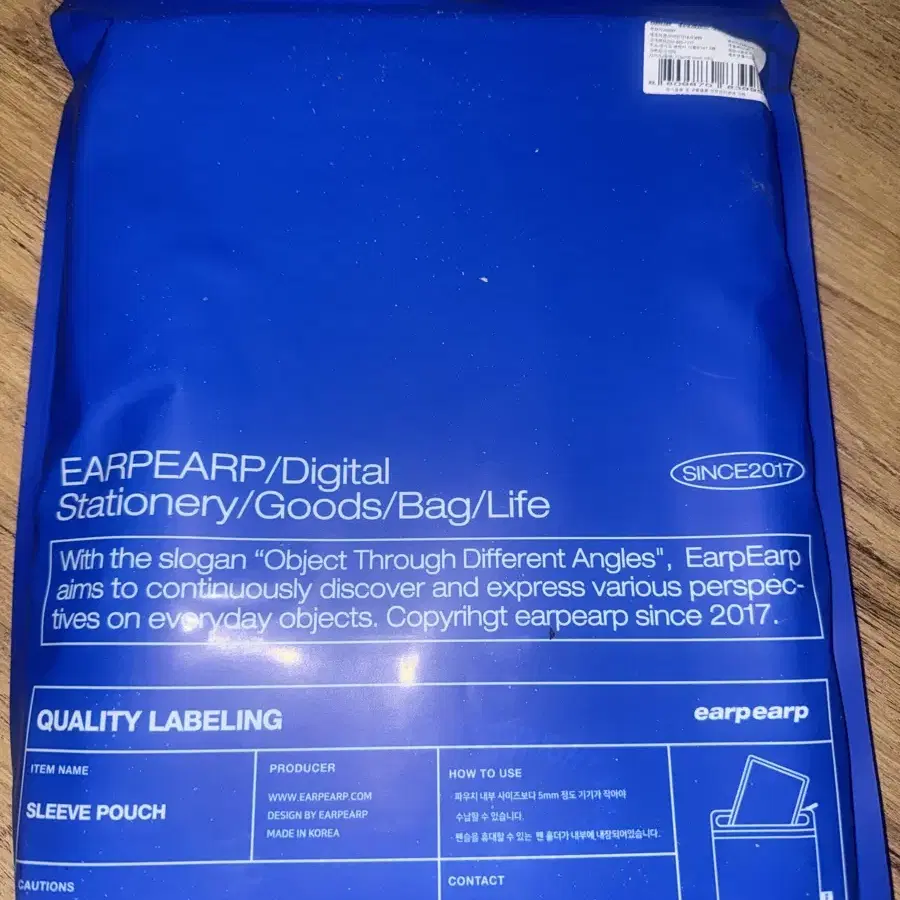 EARPEARP/Digital
Stationery/Goods/Bag/Life
SINCE2017
With the slogan “Object Through Different Angles", EarpEarp
aims to continuously discover and express various perspec-
tives on everyday objects. Copyrihgt earpearp since 2017.
QUALITY LABELING
earpearp
ITEM NAME
SLEEVE POUCH
PRODUCER
WWW.EARPEARP.COM
DESIGN BY EARPEARP
MADE IN KOREA
HOW TO USE
· 파우치 내부 사이즈보다 5mm 정도 기기가 작아야
수납할 수 있습니다.
· 펜슬을 휴대할 수 있는 펜 홀더가 내부에 내장되어있습니다.
CAUTIONS
CONTACT